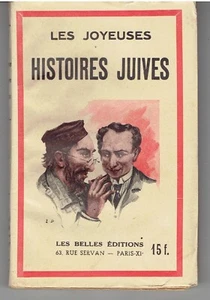 LES JOYEUSES
HISTOIRES JUIVES
LES BELLES ÉDITIONS
63, RUE SERVAN — PARIS-XI
15 f.